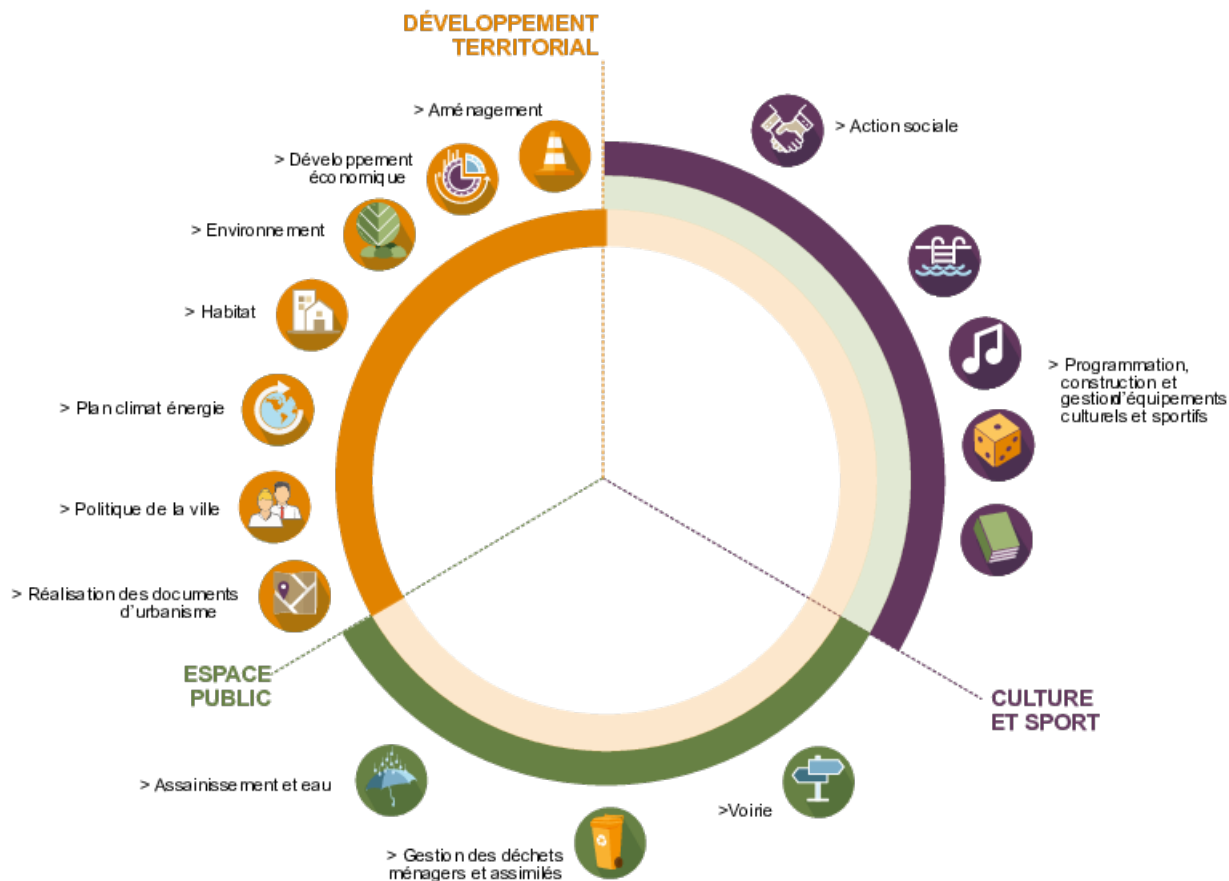 DÉVELOPPEMENT
TERRITORIAL
> Aménagement
> Développement
économique
> Environnement
> Habitat
> Plan climat énergie
> Politique de la ville
> Réalisation des documents
d'urbanisme
> Action sociale
> Programmation,
construction et
gestiond'équipements
culturels et sportifs
ESPACE
PUBLIC
CULTURE
ET SPORT
> Assainissement et eau
> Gestion des déchets
ménagers et assimilés
>Voirie